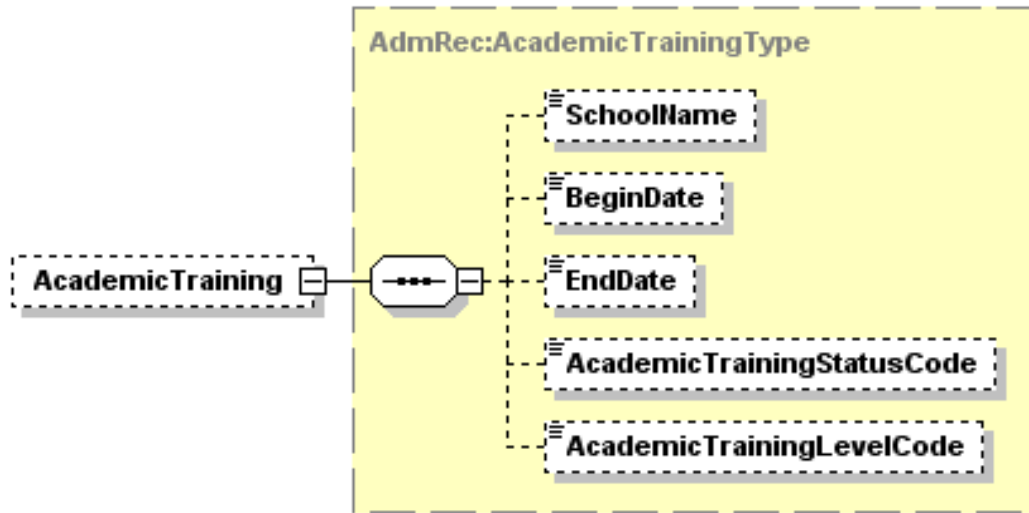 AdmRec:AcademicTrainingType
SchoolName
BeginDate
AcademicTraining
EndDate
AcademicTrainingStatusCode
AcademicTrainingLevelCode